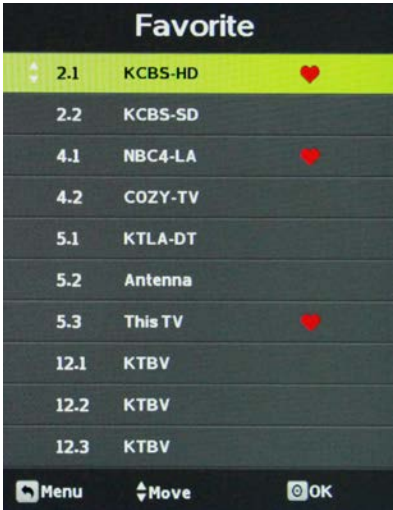 Favorite
2.1 KCBS-HD
2.2 KCBS-SD
4.1 NBC4-LA
4.2 COZY-TV
5.1 KTLA-DT
5.2 Antenna
5.3 This TV
12.1 KTBV
12.2 KTBV
12.3 KTBV
Menu Move OK